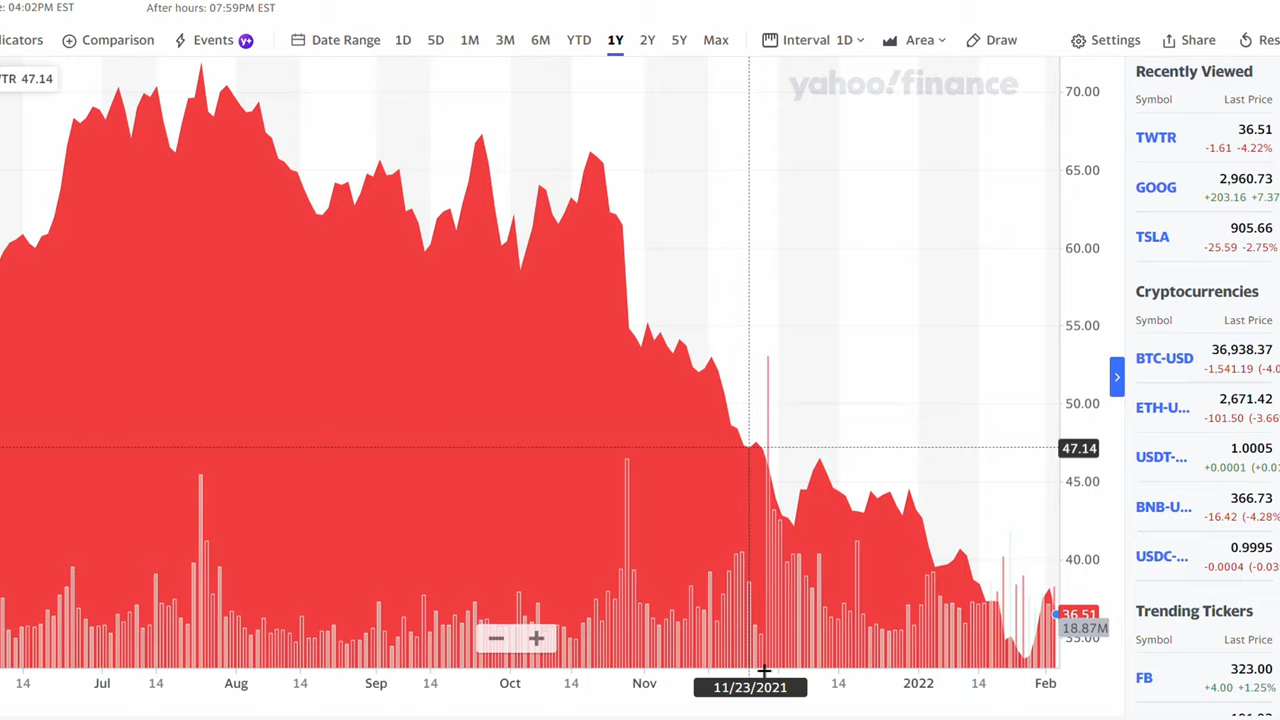 e: 04:02PM EST After hours: 07:59PM EST
icators Comparison Events Y+ Date Range 1D 5D 1M 3M 6M YTD 1Y 2Y 5Y Max Interval 1D Area Draw Settings Share Res
TR 47.14
yahoo!finance
70.00
65.00
60.00
55.00
50.00
47.14
45.00
40.00
36.51
18.87M
35.00
14 Jul 14 Aug 14 Sep 14 Oct 14 Nov 11/23/2021 14 2022 14 Feb
Recently Viewed
Symbol Last Price
TWTR 36.51
-1.61 -4.22%
GOOG 2,960.73
+203.16 +7.37
TSLA 905.66
-25.59 -2.75%
Cryptocurrencies
Symbol Last Price
BTC-USD 36,938.37
-1,541.19 (-4.0
ETH-U... 2,671.42
-101.50 (-3.66
USDT-... 1.0005
+0.0001 (+0.01
BNB-U... 366.73
-16.42 (-4.28%
USDC-... 0.9995
-0.0004 (-0.03
Trending Tickers
Symbol Last Price
FB 323.00
+4.00 +1.25%